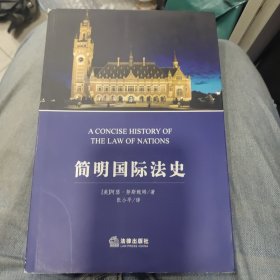 A CONCISE HISTORY OF
THE LAW OF NATIONS
简明国际法史
[美]阿瑟·努斯鲍姆/著
张小平/译
法律出版社